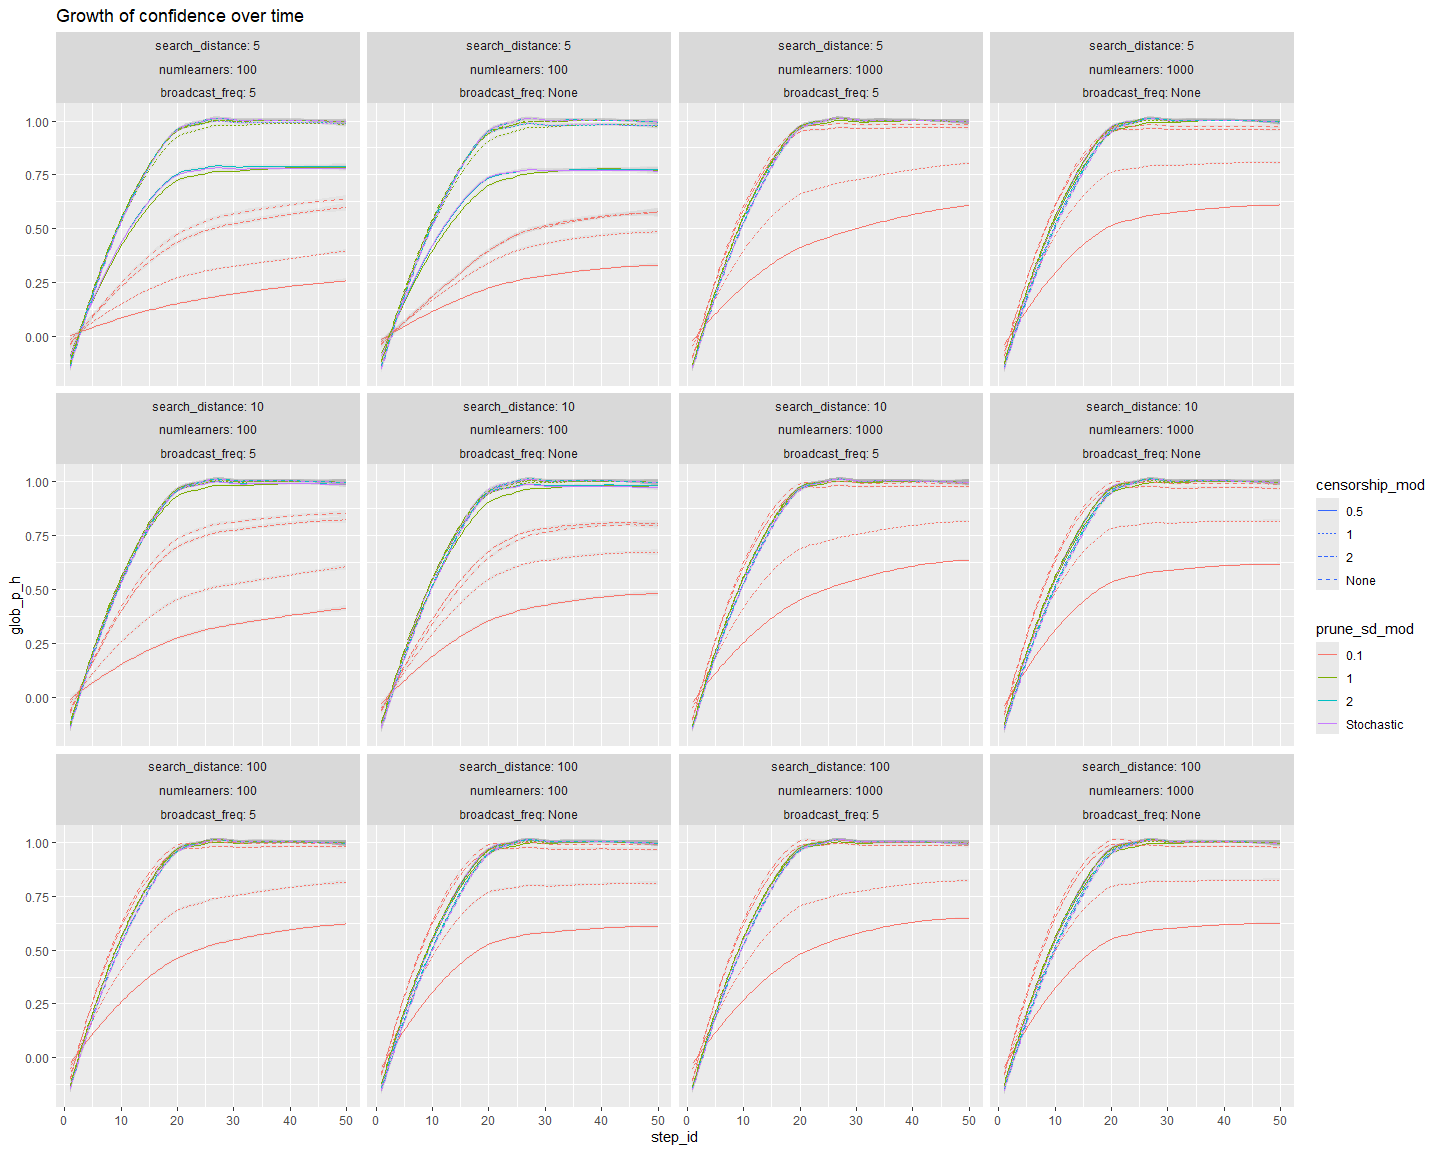 Growth of confidence over time
search_distance: 5
numlearners: 100
broadcast_freq: 5
search_distance: 5
numlearners: 100
broadcast_freq: None
search_distance: 5
numlearners: 1000
broadcast_freq: 5
search_distance: 5
numlearners: 1000
broadcast_freq: None
1.00
0.75
0.50
0.25
0.00
search_distance: 10
numlearners: 100
broadcast_freq: 5
search_distance: 10
numlearners: 100
broadcast_freq: None
search_distance: 10
numlearners: 1000
broadcast_freq: 5
search_distance: 10
numlearners: 1000
broadcast_freq: None
1.00
0.75
0.50
0.25
0.00
glob_p_h
search_distance: 100
numlearners: 100
broadcast_freq: 5
search_distance: 100
numlearners: 100
broadcast_freq: None
search_distance: 100
numlearners: 1000
broadcast_freq: 5
search_distance: 100
numlearners: 1000
broadcast_freq: None
1.00
0.75
0.50
0.25
0.00
0 10 20 30 40 50
0 10 20 30 40 50
0 10 20 30 40 50
0 10 20 30 40 50
step_id
censorship_mod
0.5
1
2
None
prune_sd_mod
0.1
1
2
Stochastic